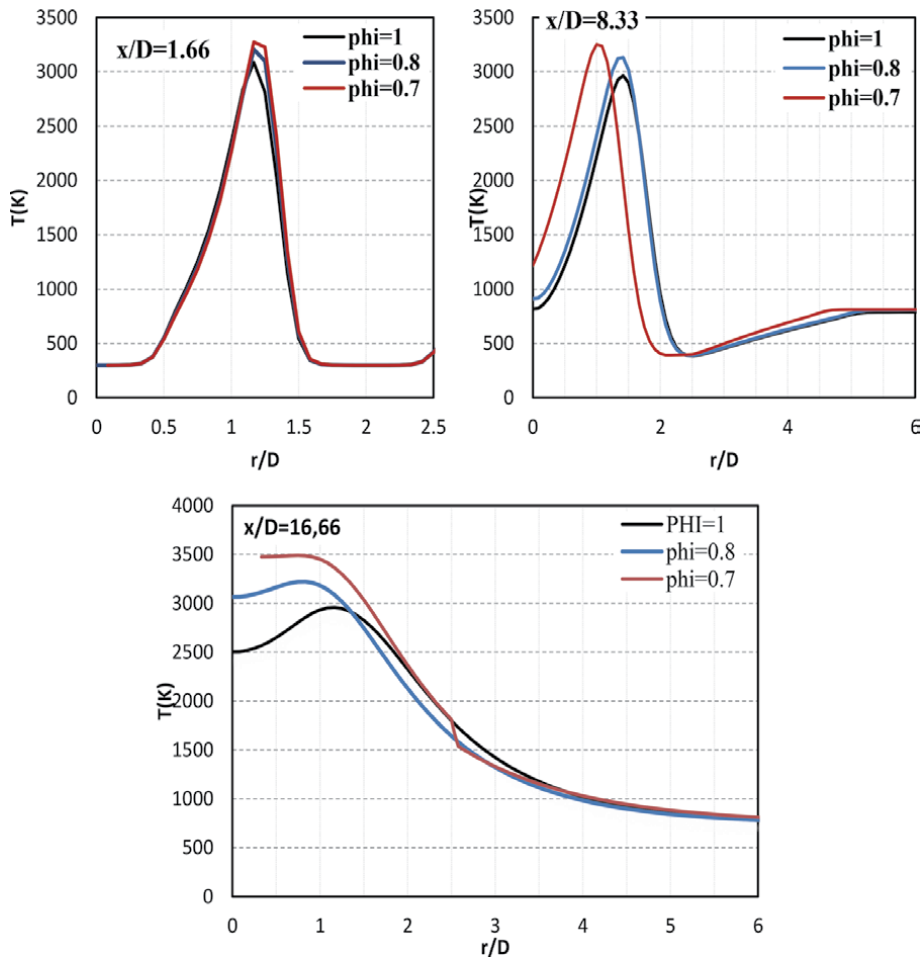 x/D=1.66
phi=1
phi=0.8
phi=0.7
T(K)
3500
3000
2500
2000
1500
1000
500
0
0 0.5 1 1.5 2 2.5
r/D
x/D=8.33
phi=1
phi=0.8
phi=0.7
T(K)
3500
3000
2500
2000
1500
1000
500
0
0 2 4 6
r/D
x/D=16,66
PHI=1
phi=0.8
phi=0.7
T(K)
4000
3500
3000
2500
2000
1500
1000
500
0
0 1 2 3 4 5 6
r/D